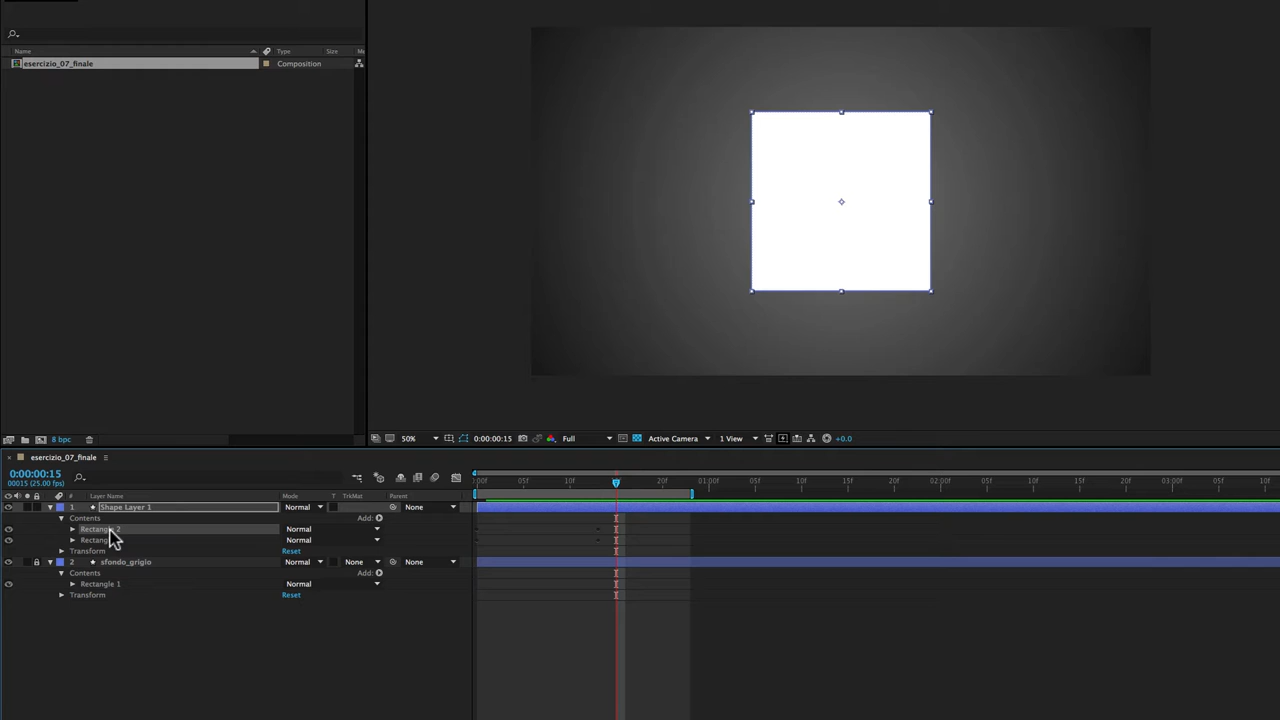 Name Type Size M
esercizio_07_finale Composition
8 bpc 50% 0:00:00:15 Full Active Camera 1 View +0.0
esercizio_07_finale
0:00:00:15
00015 (25.00 fps)
:00f 05f 10f 20f 01:00f 05f 10f 15f 20f 02:00f 05f 10f 15f 20f 03:00f 05f
# Layer Name Mode T TrkMat Parent
1 Shape Layer 1 Normal None
Contents Add:
Rectangle 2 Normal
Rectang Normal
Transform Reset
2 sfondo_grigio Normal None None
Contents Add:
Rectangle 1 Normal
Transform Reset